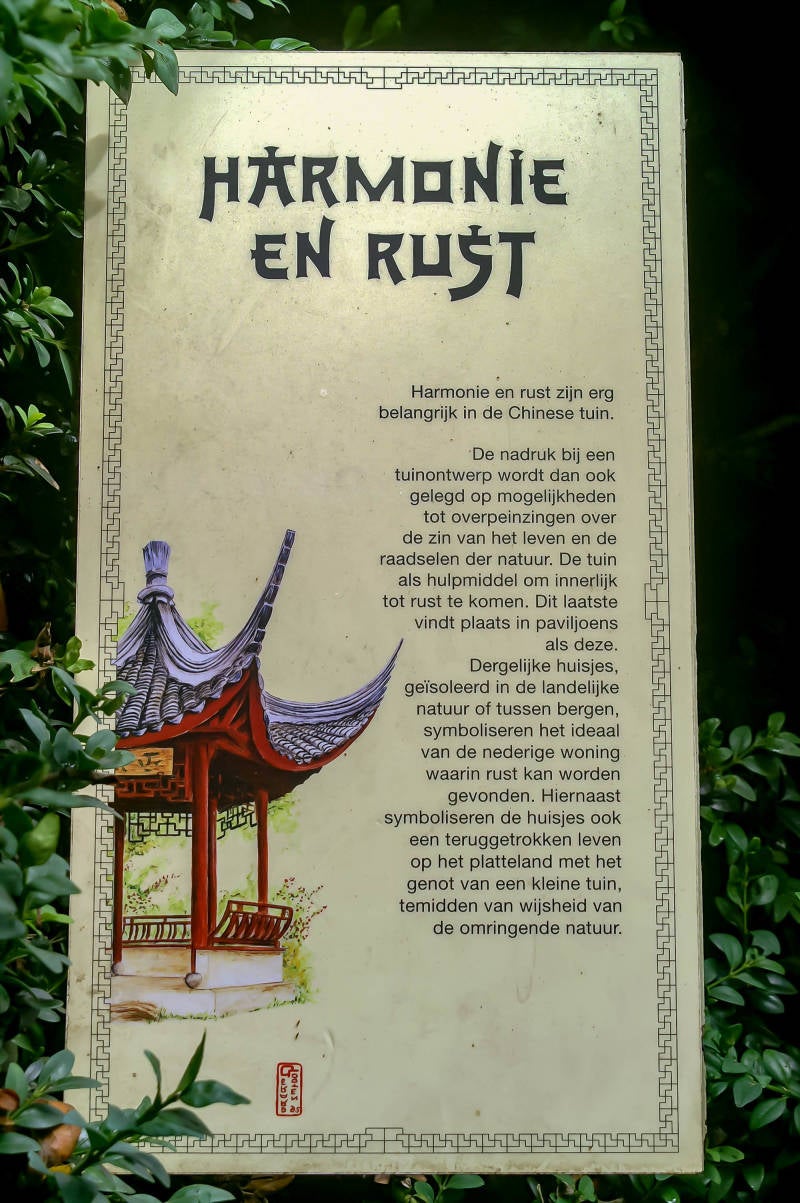 HARMONIE
EN RUST
Harmonie en rust zijn erg
belangrijk in de Chinese tuin.
De nadruk bij een
tuinontwerp wordt dan ook
gelegd op mogelijkheden
tot overpeinzingen over
de zin van het leven en de
raadselen der natuur. De tuin
als hulpmiddel om innerlijk
tot rust te komen. Dit laatste
vindt plaats in paviljoens
als deze.
Dergelijke huisjes,
geïsoleerd in de landelijke
natuur of tussen bergen,
symboliseren het ideaal
van de nederige woning
waarin rust kan worden
gevonden. Hiernaast
symboliseren de huisjes ook
een teruggetrokken leven
op het platteland met het
genot van een kleine tuin,
temidden van wijsheid van
de omringende natuur.